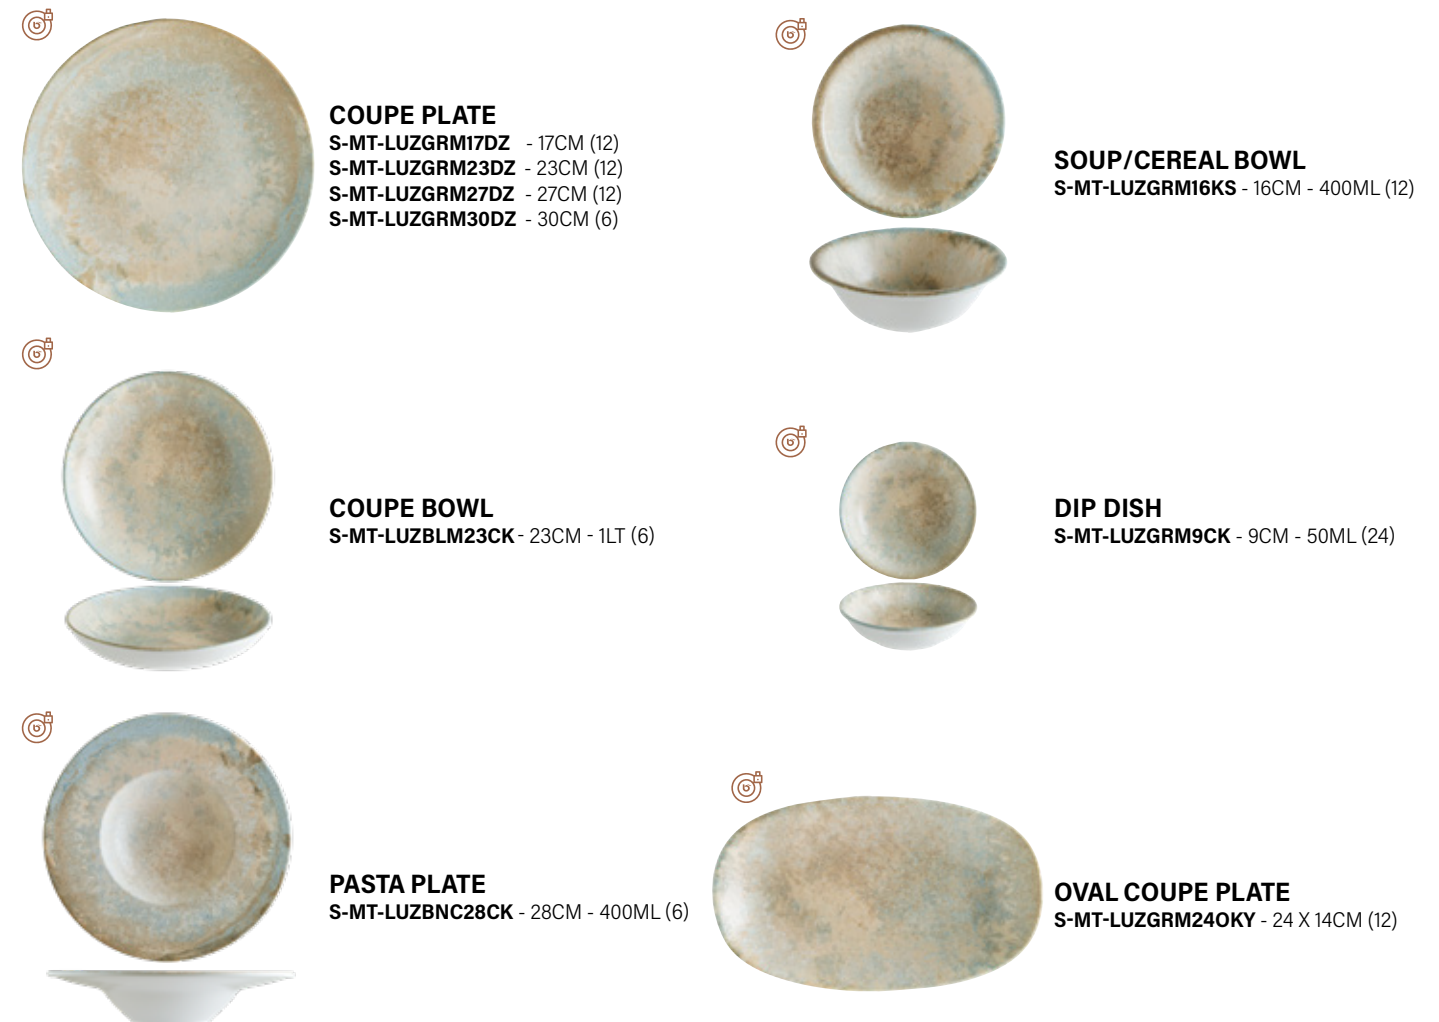 COUPE PLATE
S-MT-LUZGRM17DZ - 17CM (12)
S-MT-LUZGRM23DZ - 23CM (12)
S-MT-LUZGRM27DZ - 27CM (12)
S-MT-LUZGRM30DZ - 30CM (6)
SOUP/CEREAL BOWL
S-MT-LUZGRM16KS - 16CM - 400ML (12)
COUPE BOWL
S-MT-LUZBLM23CK - 23CM - 1LT (6)
DIP DISH
S-MT-LUZGRM9CK - 9CM - 50ML (24)
PASTA PLATE
S-MT-LUZBNC28CK - 28CM - 400ML (6)
OVAL COUPE PLATE
S-MT-LUZGRM24OKY - 24 X 14CM (12)